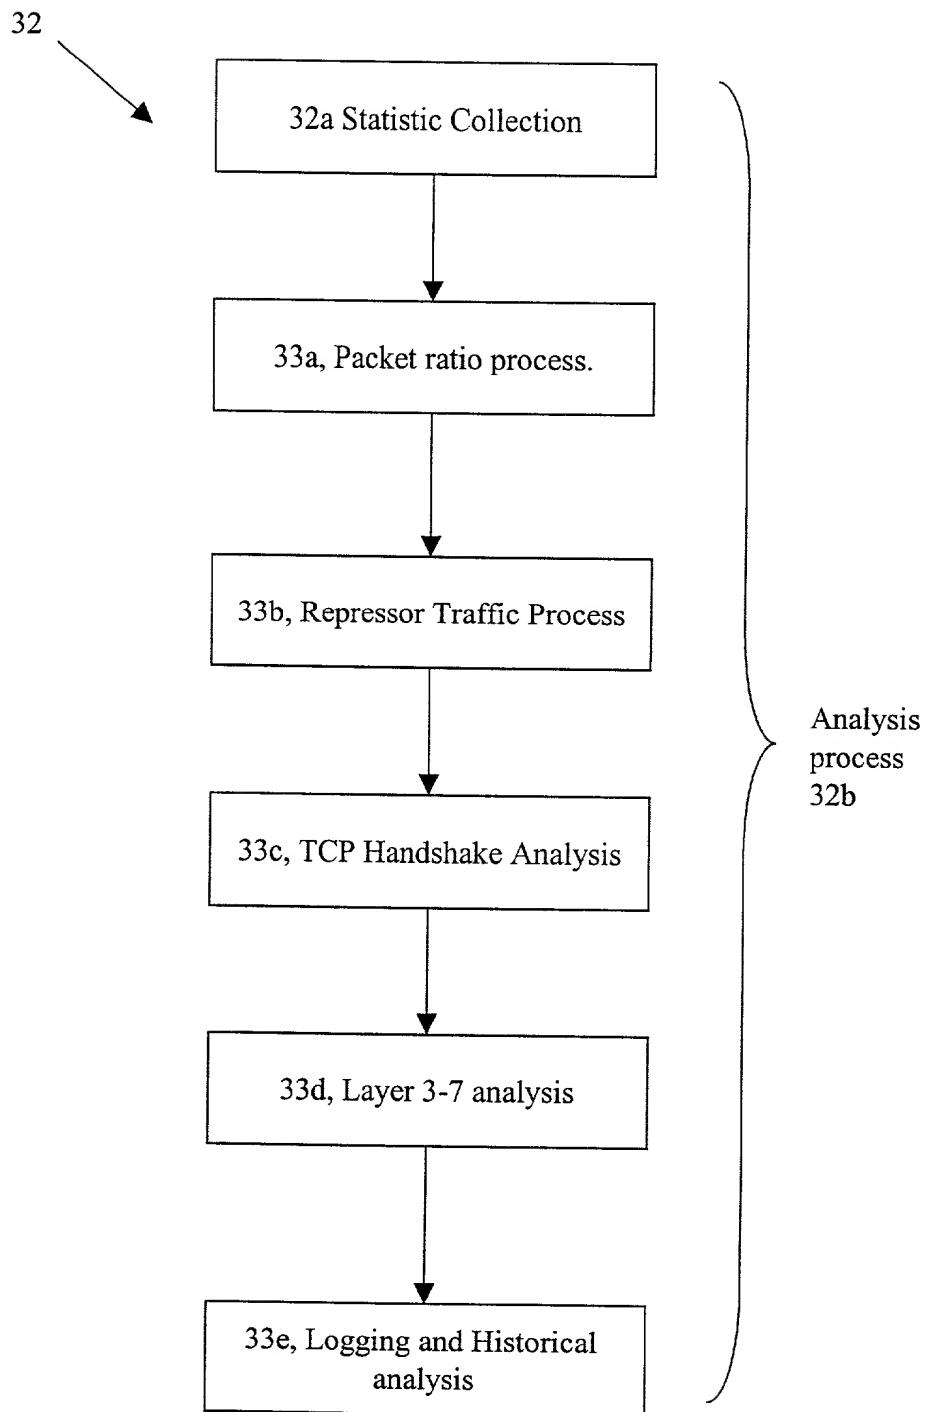 32
32a Statistic Collection
33a, Packet ratio process.
33b, Repressor Traffic Process
33c, TCP Handshake Analysis
33d, Layer 3-7 analysis
33e, Logging and Historical
analysis
Analysis
process
32b